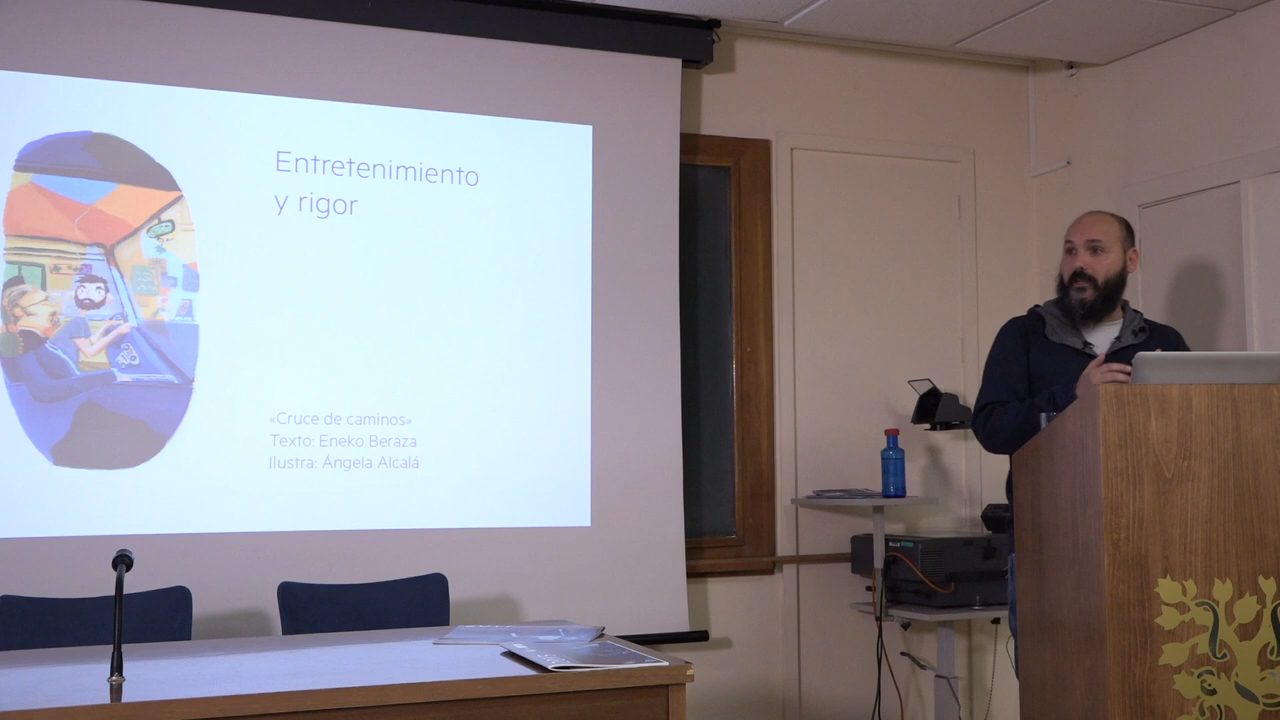 Entretenimiento
y rigor
«Cruce de caminos»
Texto: Eneko Beraza
Ilustra: Ángela Alcalá